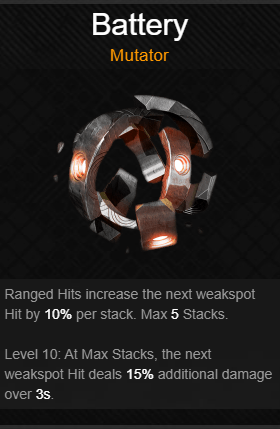 Battery
Mutator
Ranged Hits increase the next weakspot
Hit by 10% per stack. Max 5 Stacks.
Level 10: At Max Stacks, the next
weakspot Hit deals 15% additional damage
over 3s.